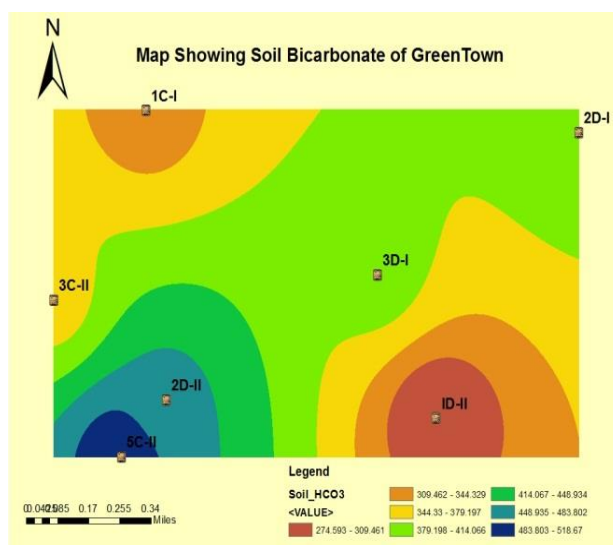 N
Map Showing Soil Bicarbonate of GreenTown
1C-I
2D-I
3D-I
3C-II
2D-II
ID-II
5C-II
Legend
Soil_HCO3
<VALUE>
274.593 - 309.461
309.462 - 344.329
344.33 - 379.197
379.198 - 414.066
414.067 - 448.934
448.935 - 483.802
483.803 - 518.67
0.17 0.255 0.34
Miles